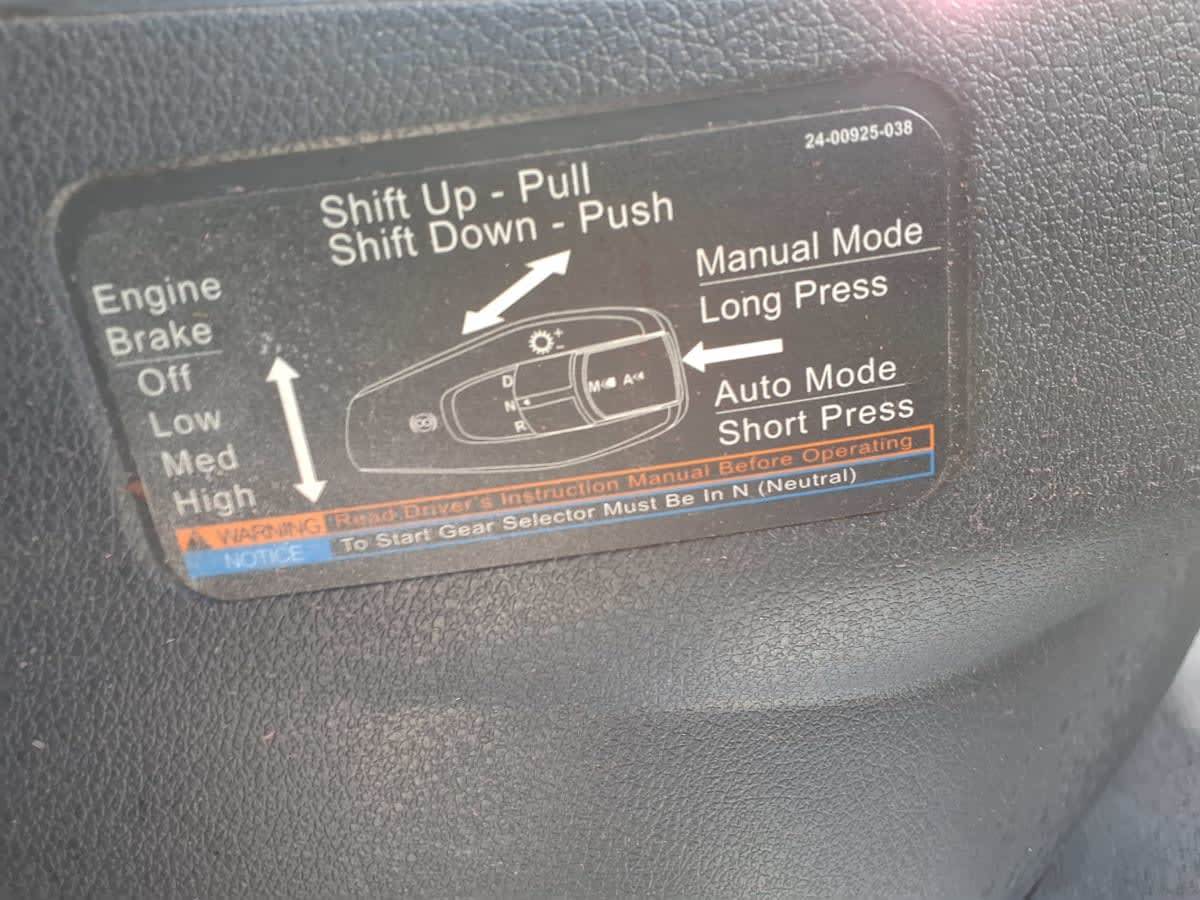 24-00925-038
Shift Up - Pull
Shift Down - Push
Engine
Brake
Off
Low
Med
High
Manual Mode
Long Press
Auto Mode
Short Press
+
-
D
N
R
M A
WARNING Read Driver's Instruction Manual Before Operating
NOTICE To Start Gear Selector Must Be In N (Neutral)